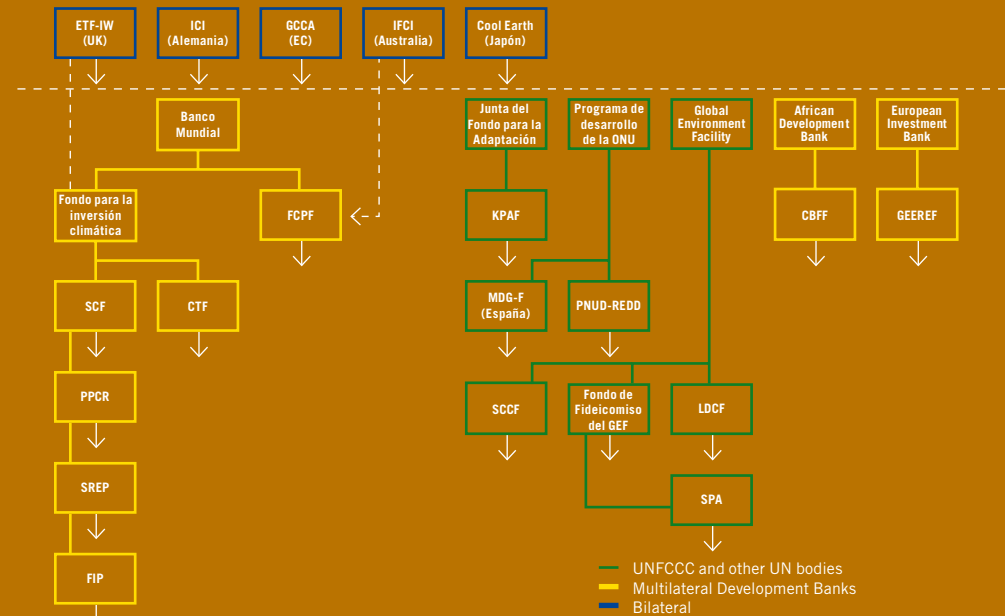 ETF-IW
(UK)
ICI
(Alemania)
GCCA
(EC)
IFCI
(Australia)
Cool Earth
(Japón)
Banco
Mundial
Junta del
Fondo para la
Adaptación
Programa de
desarrollo
de la ONU
Global
Environment
Facility
African
Development
Bank
European
Investment
Bank
Fondo para la
inversión
climática
FCPF
KPAF
CBFF
GEEREF
SCF
CTF
MDG-F
(España)
PNUD-REDD
PPCR
SCCF
Fondo de
Fideicomiso
del GEF
LDCF
SREP
SPA
FIP
UNFCCC and other UN bodies
Multilateral Development Banks
Bilateral